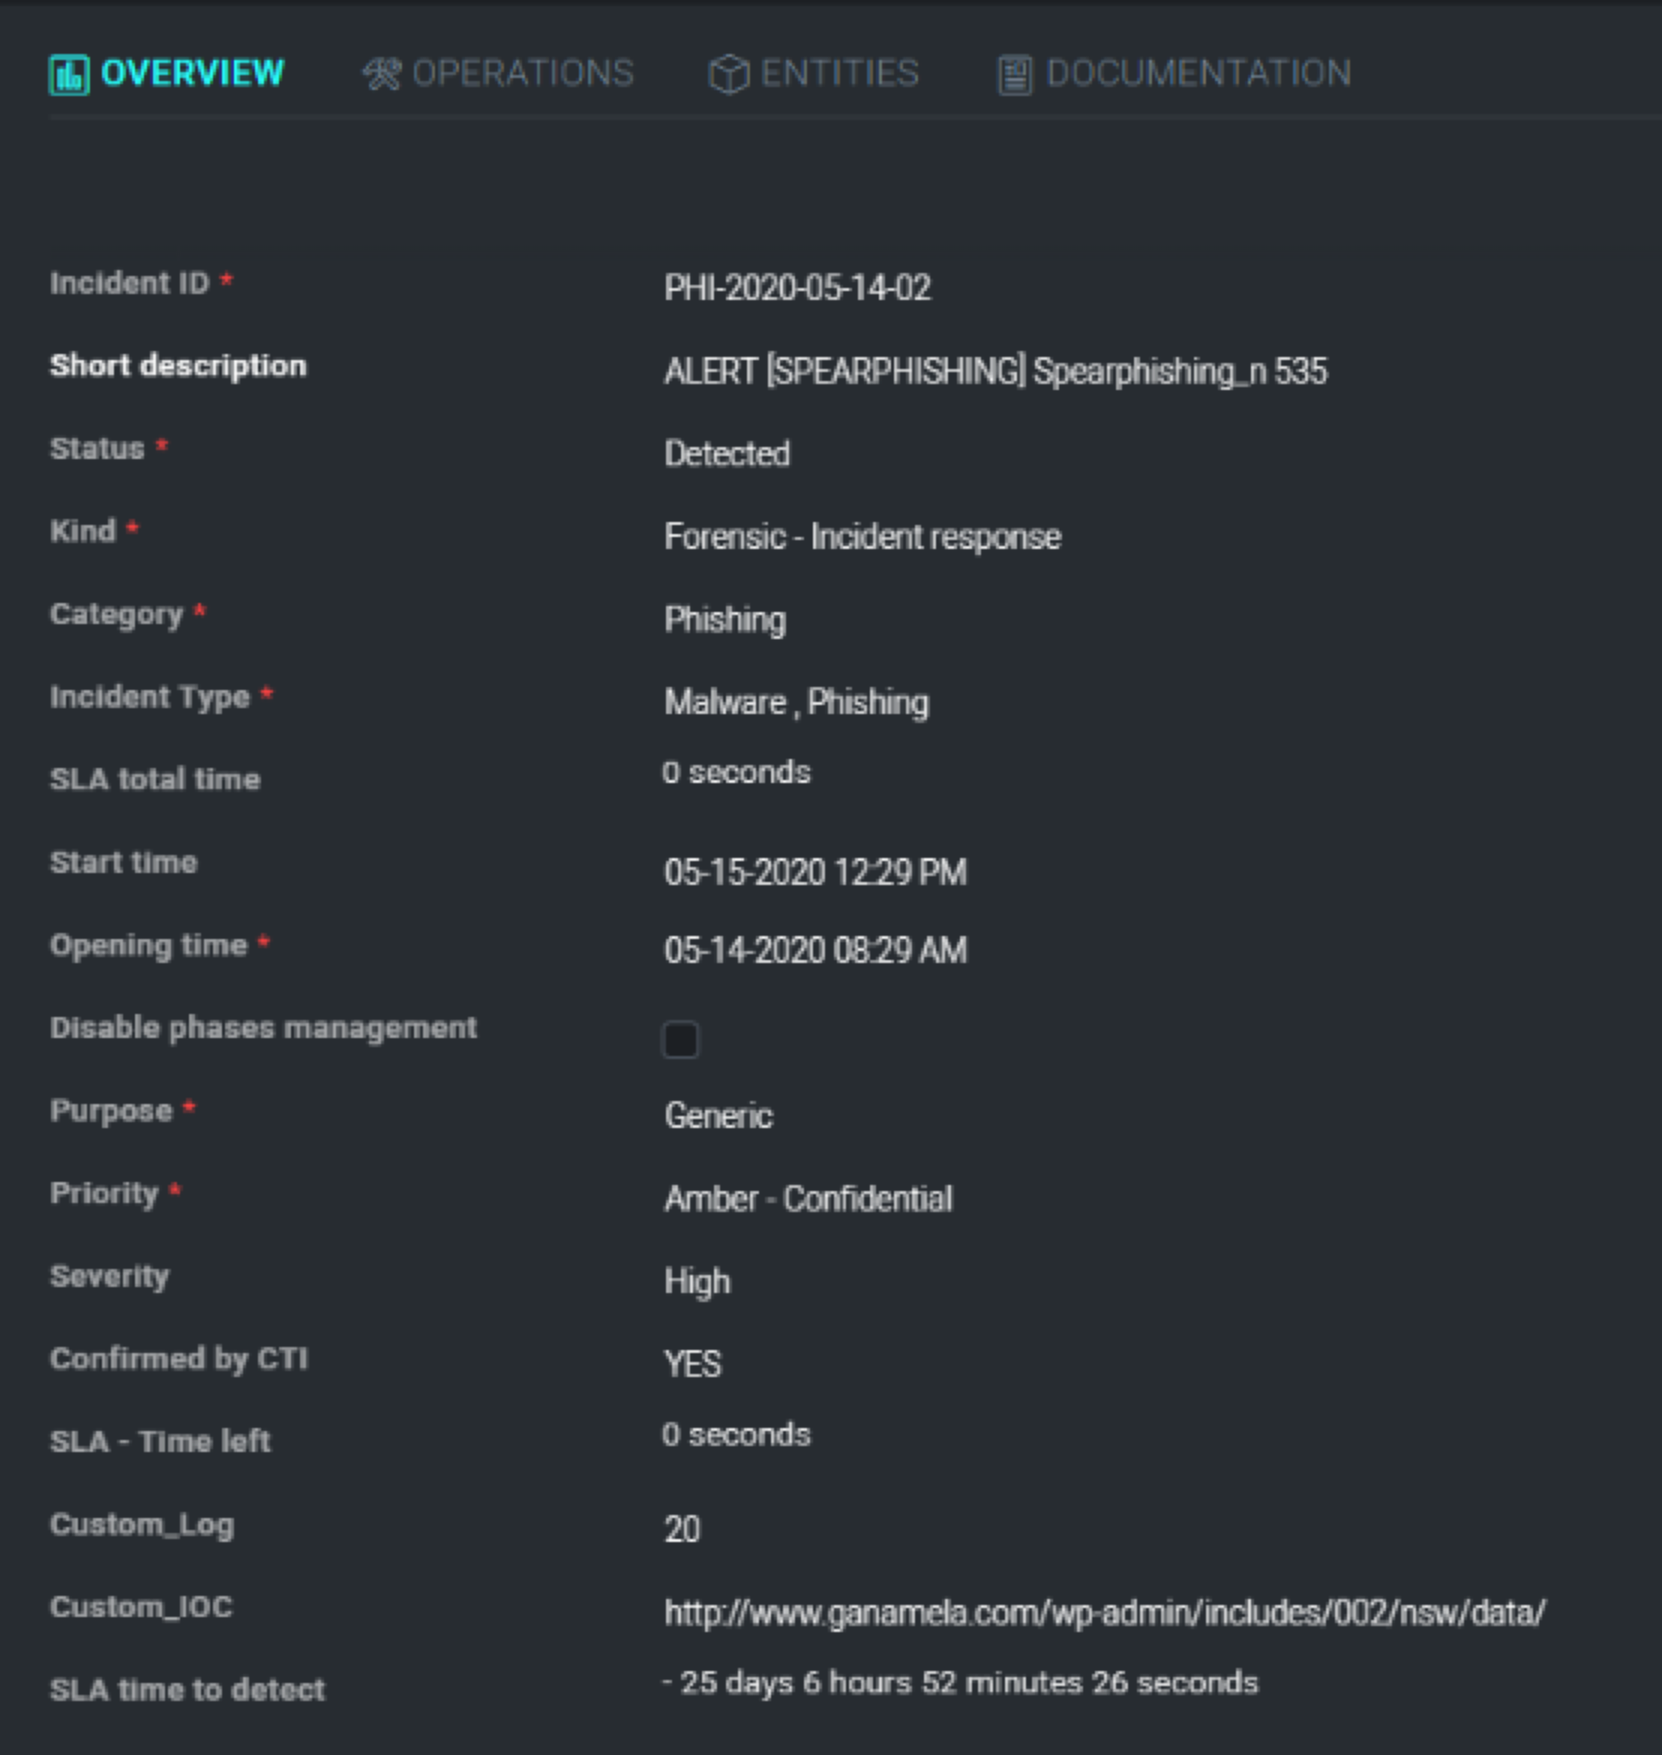 OVERVIEW OPERATIONS ENTITIES DOCUMENTATION
Incident ID * PHI-2020-05-14-02
Short description ALERT [SPEARPHISHING] Spearphishing_n 535
Status * Detected
Kind * Forensic - Incident response
Category * Phishing
Incident Type * Malware , Phishing
SLA total time 0 seconds
Start time 05-15-2020 12:29 PM
Opening time * 05-14-2020 08:29 AM
Disable phases management
Purpose * Generic
Priority * Amber - Confidential
Severity High
Confirmed by CTI YES
SLA - Time left 0 seconds
Custom_Log 20
Custom_IOC http://www.ganamela.com/wp-admin/includes/002/nsw/data/
SLA time to detect - 25 days 6 hours 52 minutes 26 seconds